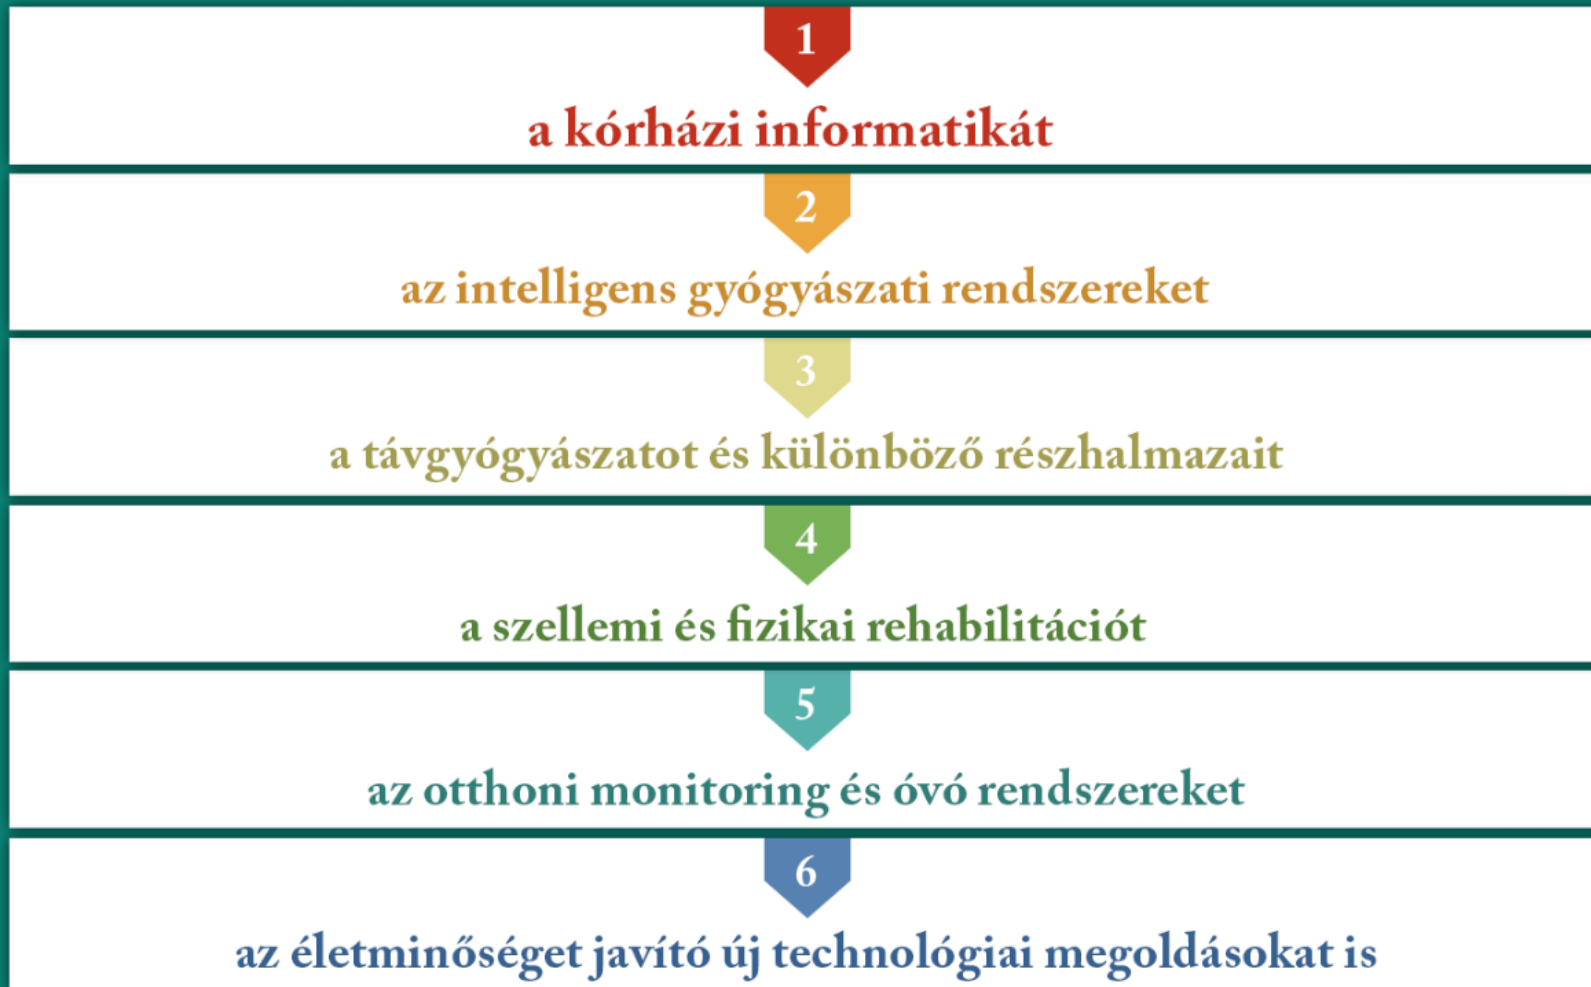 1
a kórházi informatikát
2
az intelligens gyógyászati rendszereket
3
a távgyógyászatot és különböző részhalmazait
4
a szellemi és fizikai rehabilitációt
5
az otthoni monitoring és óvó rendszereket
6
az életminőséget javító új technológiai megoldásokat is